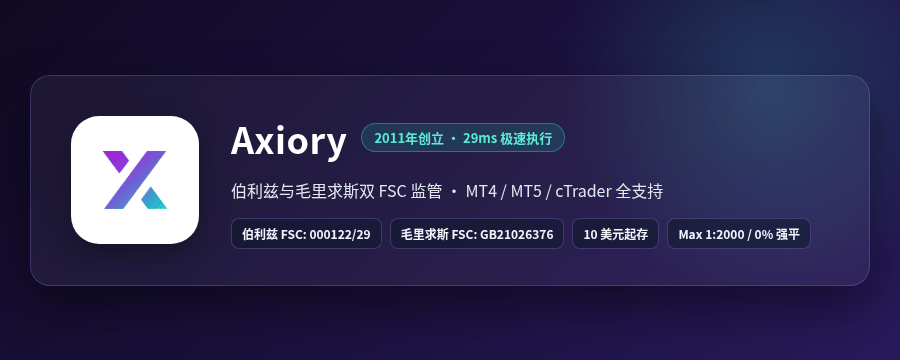 Axiory 2011年创立 • 29ms 极速执行
伯利兹与毛里求斯双 FSC 监管 • MT4 / MT5 / cTrader 全支持
伯利兹 FSC: 000122/29 毛里求斯 FSC: GB21026376 10 美元起存 Max 1:2000 / 0% 强平